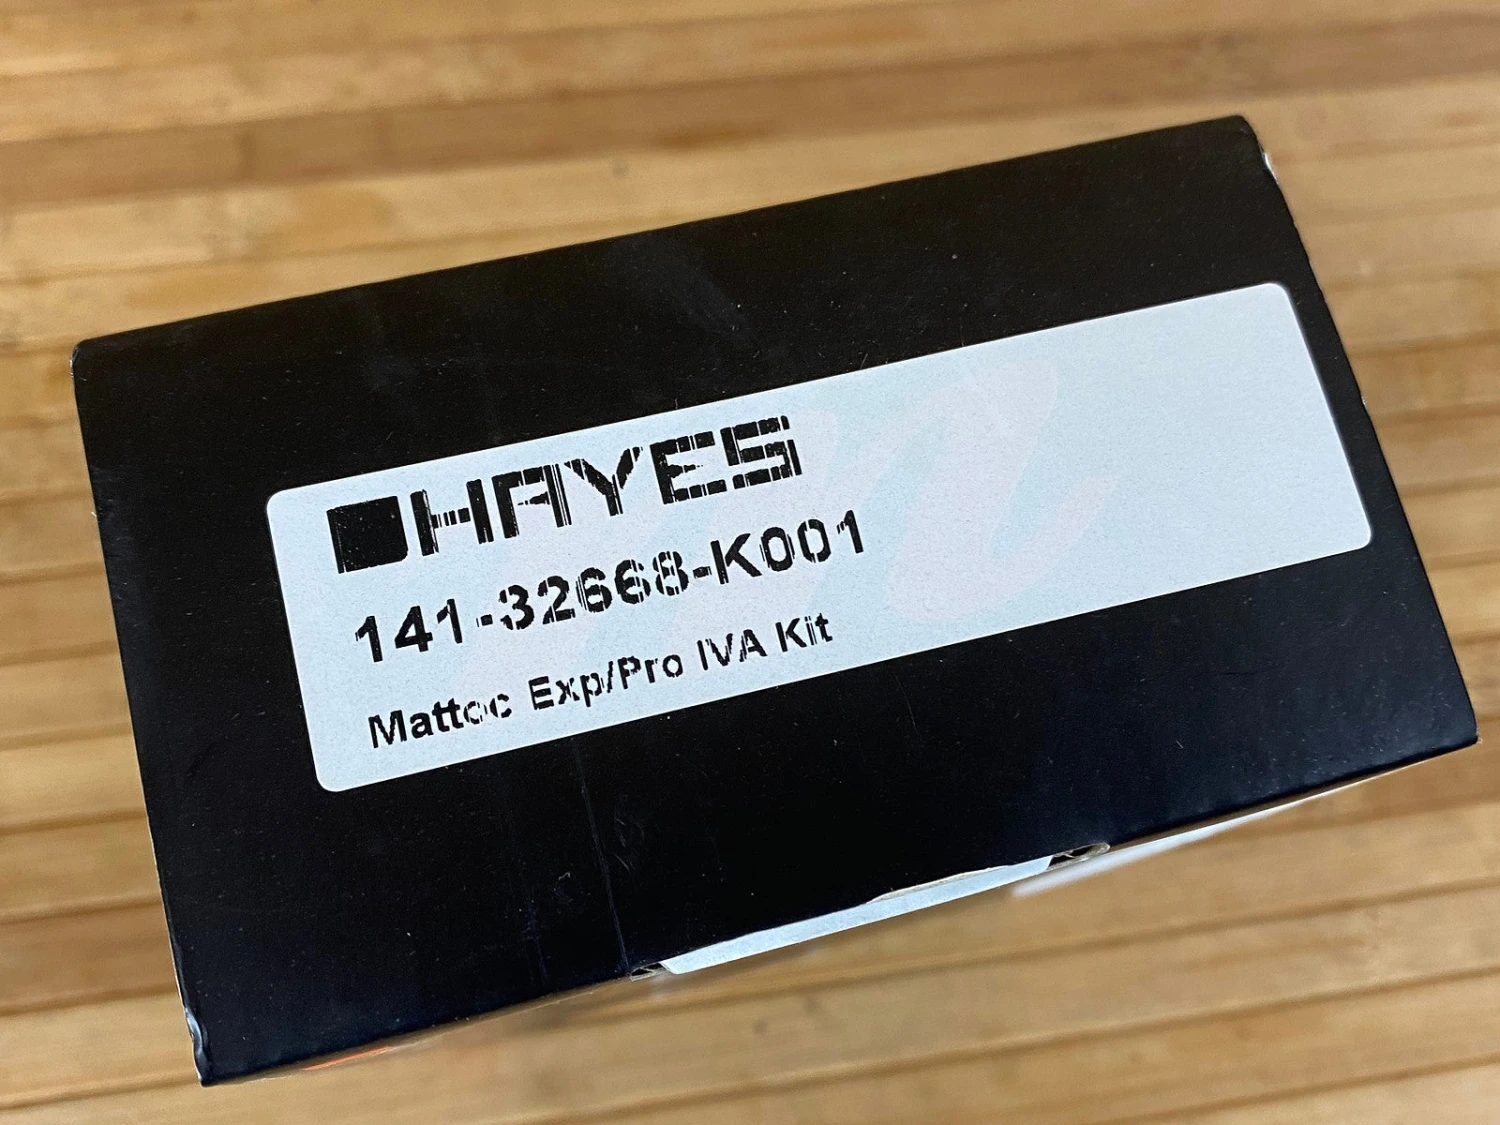 HAYES
141-32668-K001
Mattoc Exp/Pro IVA Kit